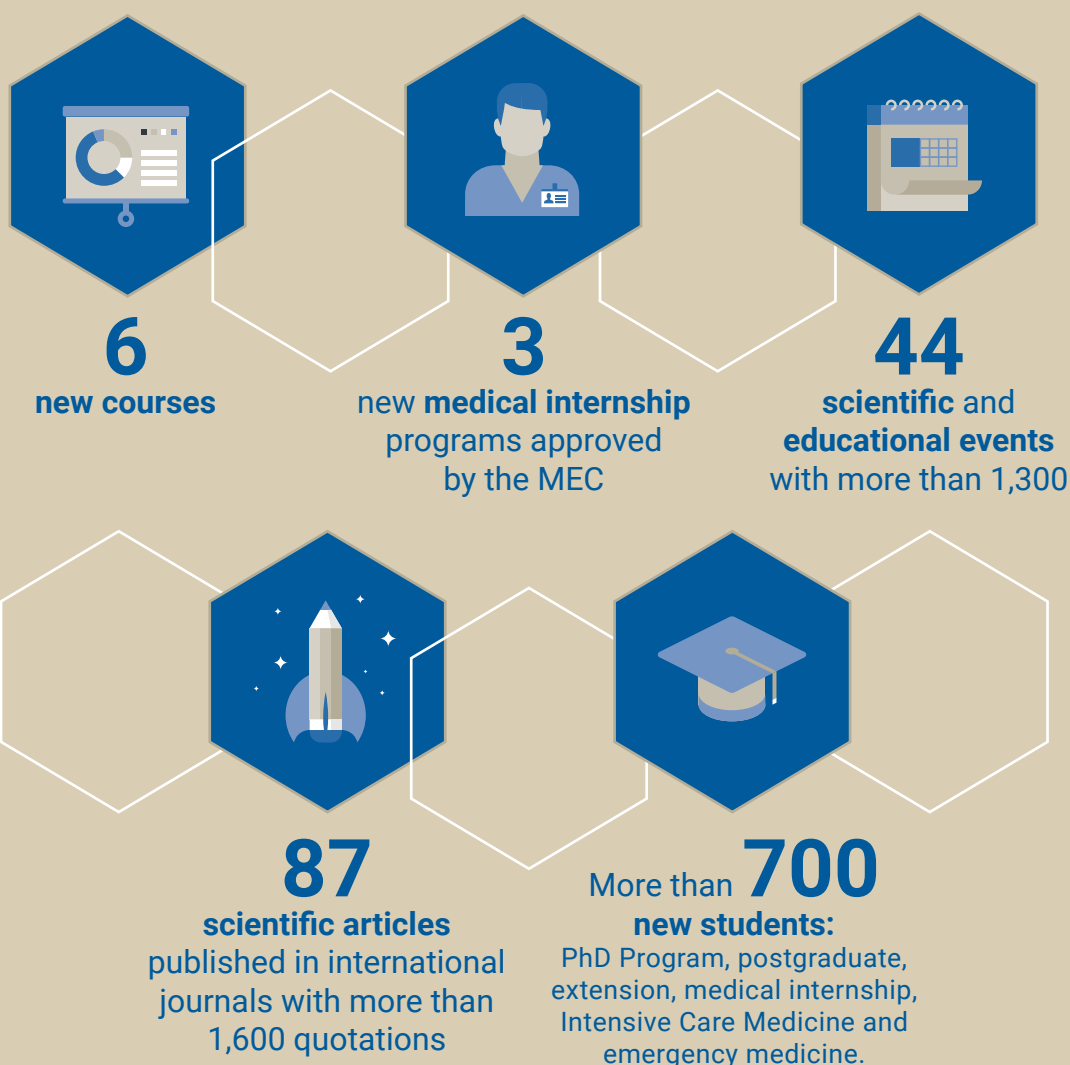 6
new courses
3
new medical internship
programs approved
by the MEC
44
scientific and
educational events
with more than 1,300
87
scientific articles
published in international
journals with more than
1,600 quotations
More than 700
new students:
PhD Program, postgraduate,
extension, medical internship,
Intensive Care Medicine and
emergency medicine.